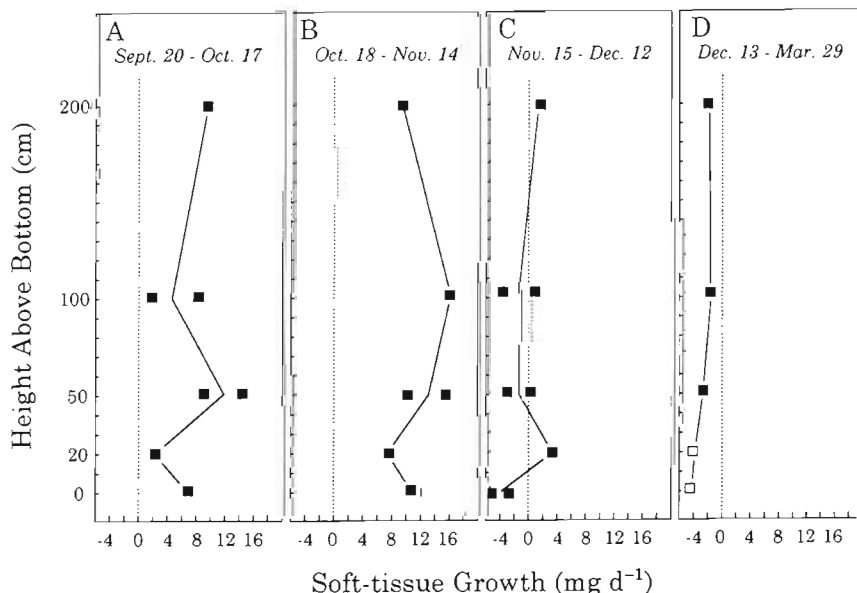 A
Sept. 20 - Oct. 17
B
Oct. 18 - Nov. 14
C
Nov. 15 - Dec. 12
D
Dec. 13 - Mar. 29
Height Above Bottom (cm)
200
100
50
20
0
-4 0 4 8 12 16
-4 0 4 8 12 16
-4 0 4 8 12 16
-4 0 4 8 12 16
Soft-tissue Growth (mg d⁻¹)